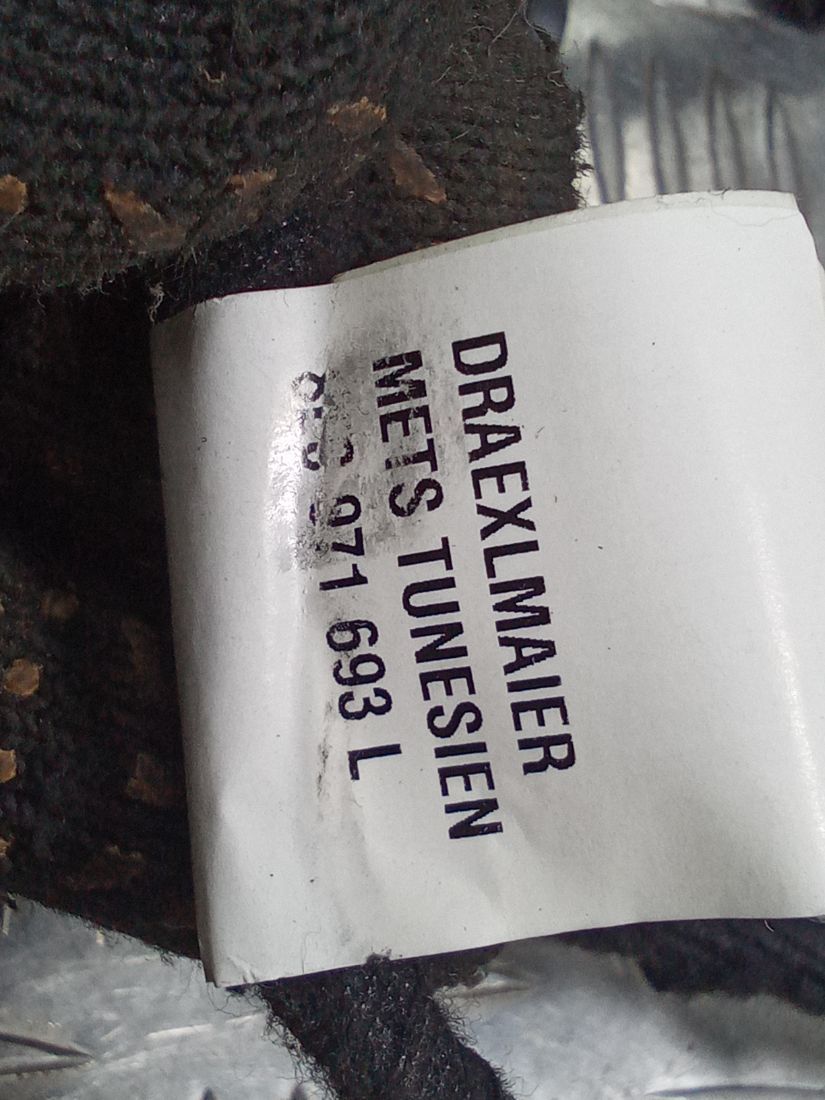 DRAEXLMAIER
METS TUNESIEN
971 693 L